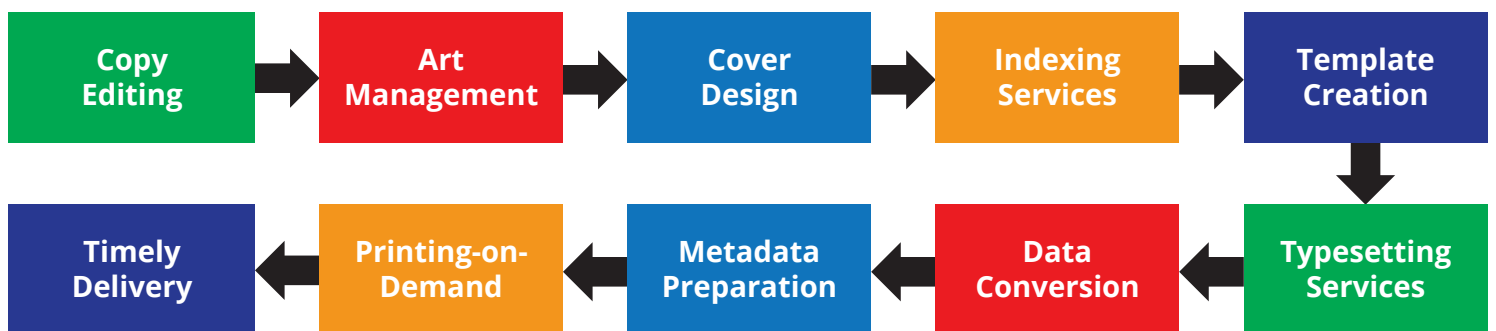 Copy
Editing
Art
Management
Cover
Design
Indexing
Services
Template
Creation
Typesetting
Services
Data
Conversion
Metadata
Preparation
Printing-on-
Demand
Timely
Delivery